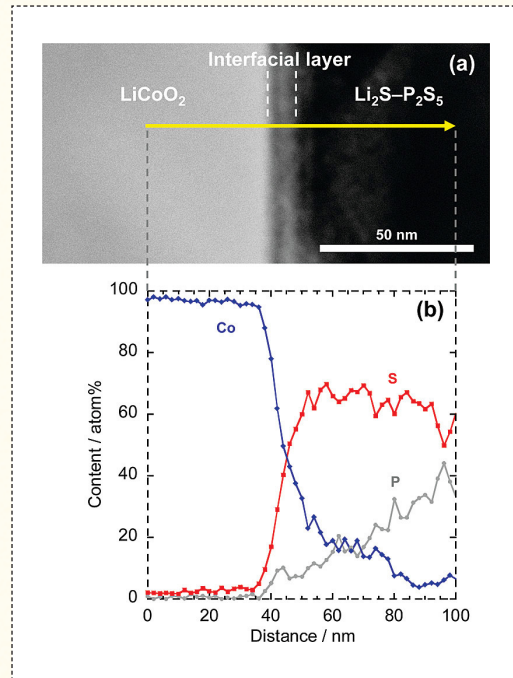 (a)
Interfacial layer
LiCoO₂
Li₂S–P₂S₅
50 nm
(b)
100
80
60
40
20
0
Content / atom%
Co
S
P
0 20 40 60 80 100
Distance / nm